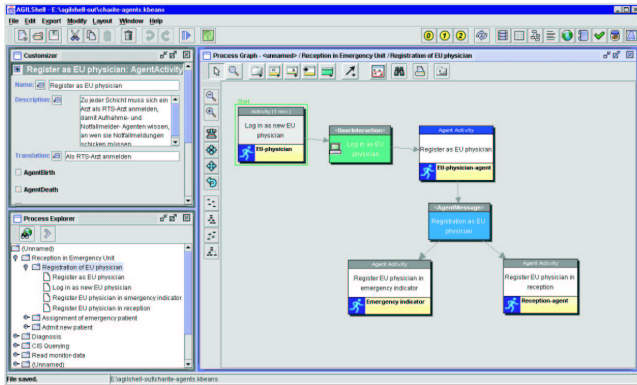 AGILShell - E:\agilshell-out\charite-agents.kbeans
File Edit Export Modify Layout Window Help
0 1 2
Customizer
Register as EU physician: AgentActivity
Name: Register as EU physician
Description: Zu jeder Schicht muss sich ein
Arzt als RTS-Arzt anmelden,
damit Aufnahme- und
Notfallmelder- Agenten wissen,
an wen sie Notfallmeldungen
schicken müssen.
Translation: Als RTS-Arzt anmelden
AgentBirth
AgentDeath
Process Explorer
(Unnamed)
Reception in Emergency Unit
Registration of EU physician
Register as EU physician
Log in as new EU physician
Register EU physician in emergency indicator
Register EU physician in reception
Assignment of emergency patient
Admit new patient
Diagnosis
CIS Querying
Read monitor-data
(Unnamed)
Process Graph - <unnamed> / Reception in Emergency Unit / Registration of EU physician
Start
Activity (1 min.)
Log in as new EU
physician
EU-physician
<UserInteraction>
Log in as EU
physician
Agent Activity
Register as EU physician
EU-physician-agent
<AgentMessage>
Registration as EU
physician
Agent Activity
Register EU physician in
emergency indicator
Emergency indicator
Agent Activity
Register EU physician in
reception
Reception-agent
File saved.
E:\agilshell-out\charite-agents.kbeans